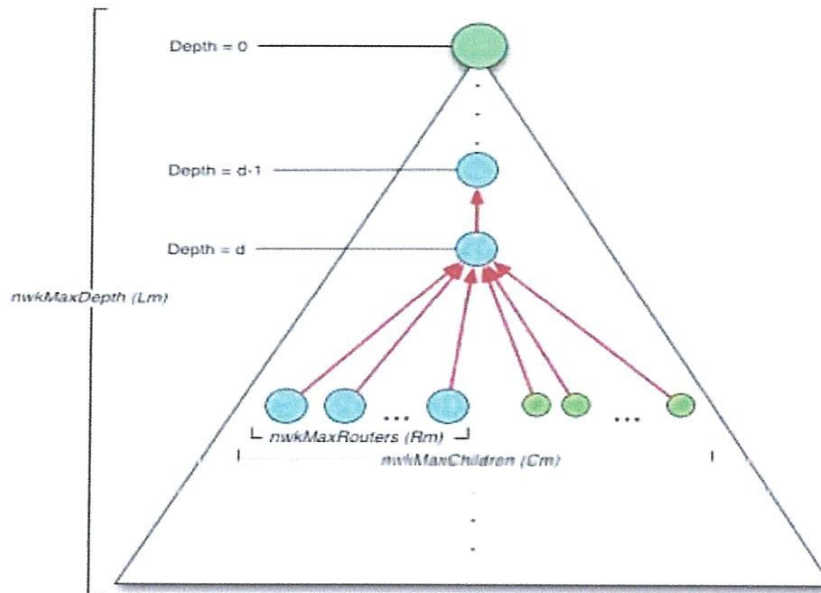 Depth = 0
Depth = d-1
Depth = d
nwkMaxDepth (Lm)
...
...
nwkMaxRouters (Rm)
nwkMaxChildren (Cm)